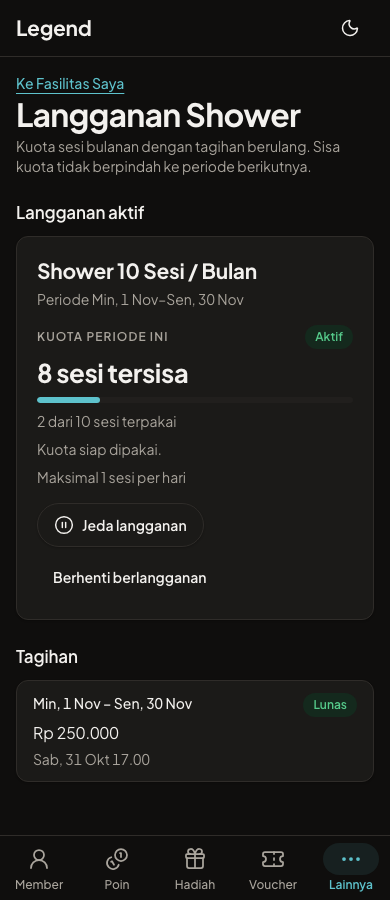 Legend
Ke Fasilitas Saya
Langganan Shower
Kuota sesi bulanan dengan tagihan berulang. Sisa
kuota tidak berpindah ke periode berikutnya.
Langganan aktif
Shower 10 Sesi / Bulan
Periode Min, 1 Nov–Sen, 30 Nov
KUOTA PERIODE INI
Aktif
8 sesi tersisa
2 dari 10 sesi terpakai
Kuota siap dipakai.
Maksimal 1 sesi per hari
Jeda langganan
Berhenti berlangganan
Tagihan
Min, 1 Nov – Sen, 30 Nov
Lunas
Rp 250.000
Sab, 31 Okt 17.00
Member
Poin
Hadiah
Voucher
Lainnya